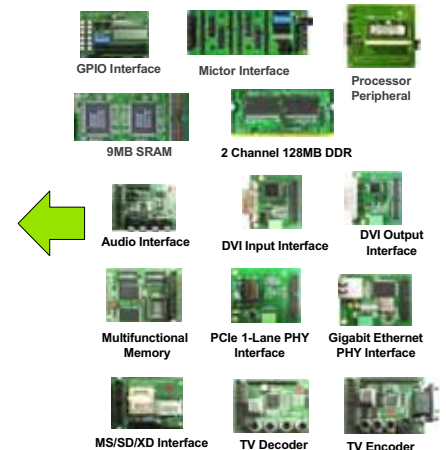 GPIO Interface
Mictor Interface
Processor
Peripheral
9MB SRAM
2 Channel 128MB DDR
Audio Interface
DVI Input Interface
DVI Output
Interface
Multifunctional
Memory
PCIe 1-Lane PHY
Interface
Gigabit Ethernet
PHY Interface
MS/SD/XD Interface
TV Decoder
TV Encoder